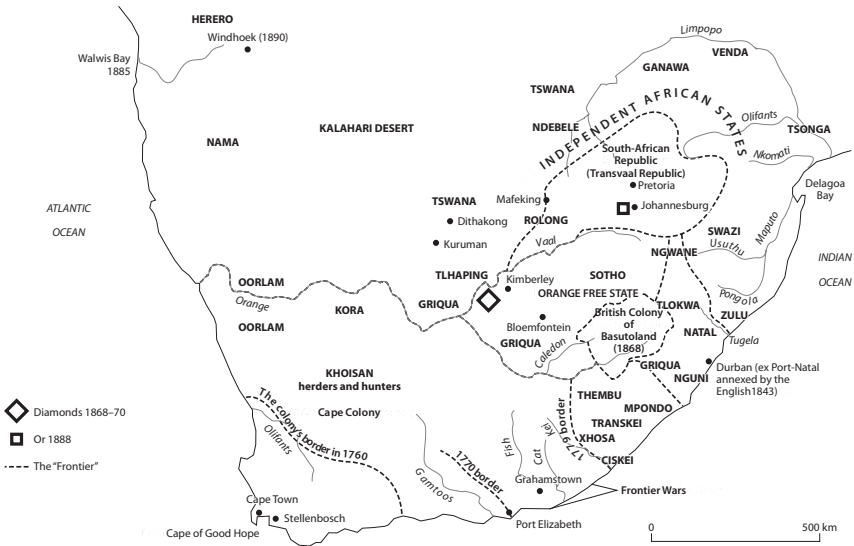 HERERO
Windhoek (1890)
Walwis Bay
1885
Limpopo
VENDA
GANAWA
TSWANA
INDEPENDENT AFRICAN STATES
NDEBELE
Olifants
TSONGA
Nkomati
NAMA
KALAHARI DESERT
South-African
Republic
(Transvaal Republic)
Pretoria
Johannesburg
Delagoa
Bay
ATLANTIC
OCEAN
TSWANA
Mafeking
Dithakong
ROLONG
Kuruman
Vaal
SWAZI
Usuthu
Maputo
NGWANE
INDIAN
OCEAN
TLHAPING
Kimberley
SOTHO
ORANGE FREE STATE
OORLAM
Orange
KORA
GRIQUA
OORLAM
Bloemfontein
GRIQUA
Caledon
British Colony
of
Basutoland
(1868)
TLOKWA
Pongola
ZULU
NATAL
Tugela
GRIQUA
NGUNI
Durban (ex Port-Natal
annexed by the
English1843)
KHOISAN
herders and hunters
Cape Colony
THEMBU
MPONDO
TRANSKEI
XHOSA
CISKEI
1779 border
Kei
Cat
Fish
Diamonds 1868–70
Or 1888
The "Frontier"
The colony's border in 1760
Olifants
Gamtoos
1770 border
Grahamstown
Frontier Wars
Cape Town
Stellenbosch
Cape of Good Hope
Port Elizabeth
0
500 km